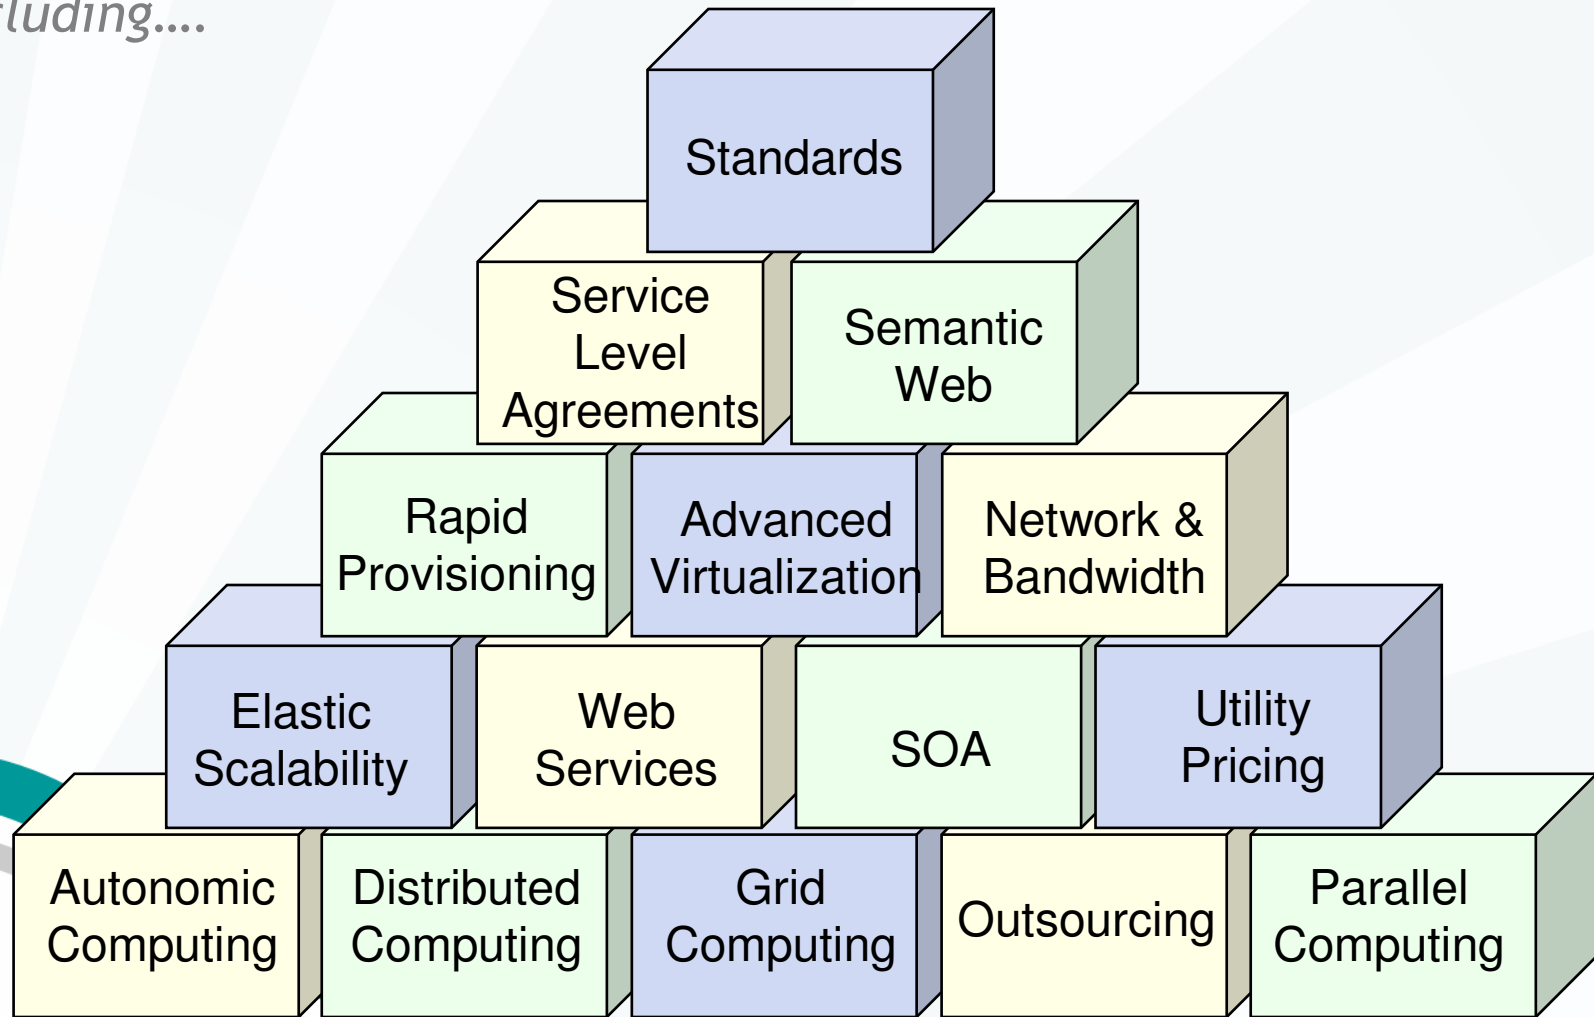 cluding....
Standards
Service
Level
Agreements
Semantic
Web
Rapid
Provisioning
Advanced
Virtualization
Network &
Bandwidth
Elastic
Scalability
Web
Services
SOA
Utility
Pricing
Autonomic
Computing
Distributed
Computing
Grid
Computing
Outsourcing
Parallel
Computing